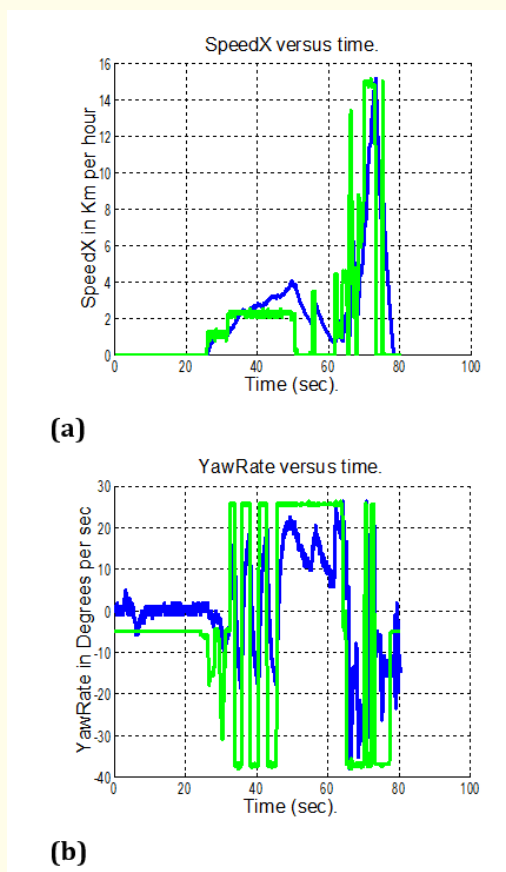 SpeedX versus time.
16
14
12
10
8
6
4
2
0
SpeedX in Km per hour
0 20 40 60 80 100
Time (sec).
(a)
YawRate versus time.
30
20
10
0
-10
-20
-30
-40
YawRate in Degrees per sec
0 20 40 60 80 100
Time (sec).
(b)